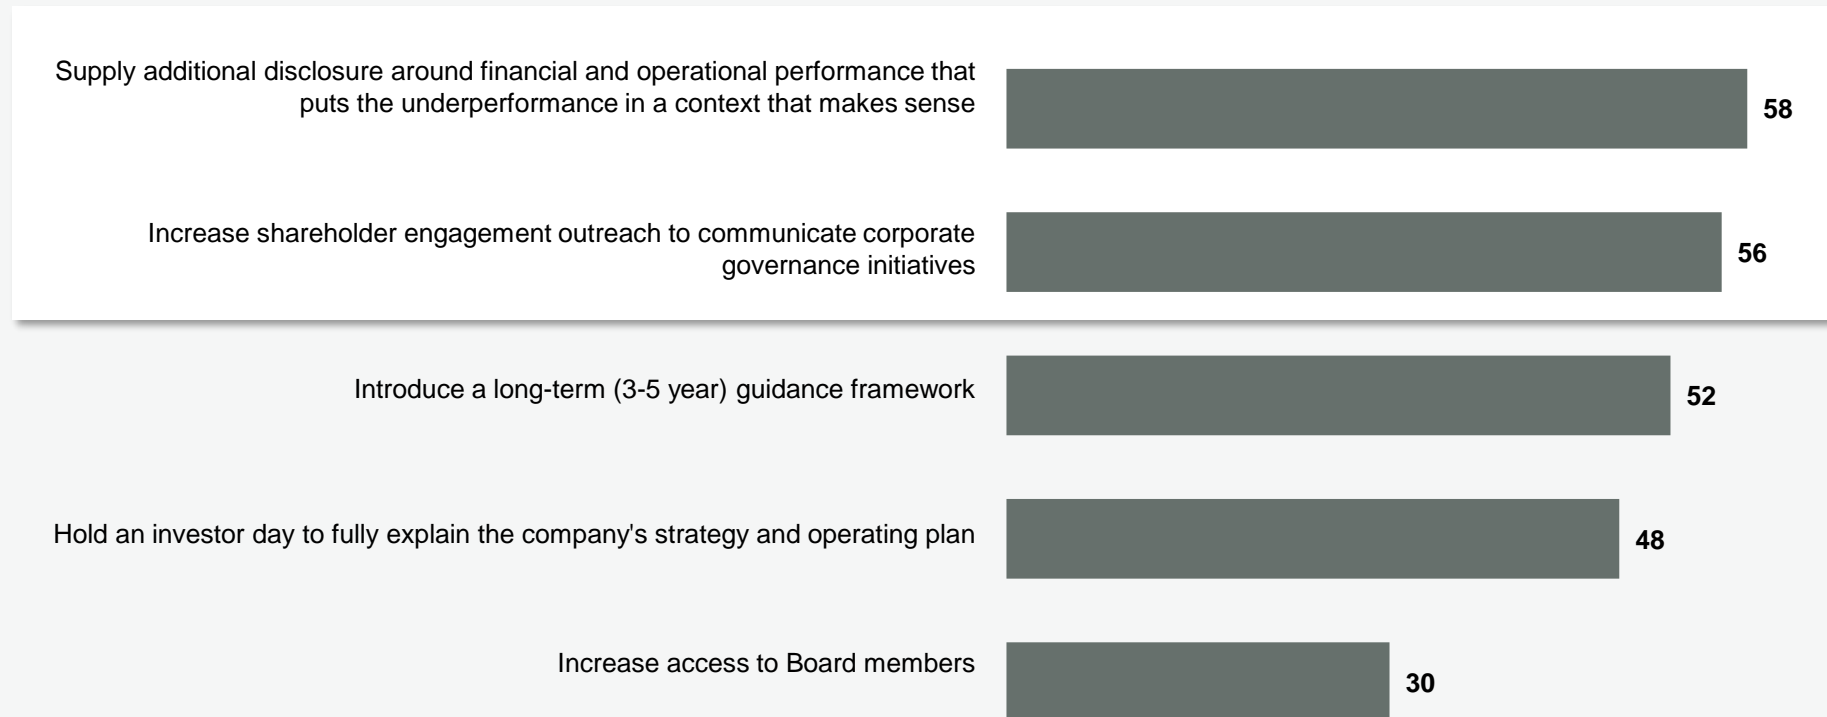 Supply additional disclosure around financial and operational performance that
puts the underperformance in a context that makes sense
58
Increase shareholder engagement outreach to communicate corporate
governance initiatives
56
Introduce a long-term (3-5 year) guidance framework
52
Hold an investor day to fully explain the company's strategy and operating plan
48
Increase access to Board members
30